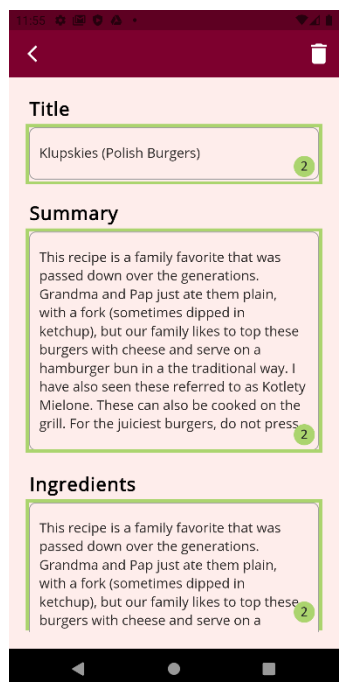 11:55
Title
Klupskies (Polish Burgers)
2
Summary
This recipe is a family favorite that was
passed down over the generations.
Grandma and Pap just ate them plain,
with a fork (sometimes dipped in
ketchup), but our family likes to top these
burgers with cheese and serve on a
hamburger bun in a the traditional way. I
have also seen these referred to as Kotlety
Mielone. These can also be cooked on the
grill. For the juiciest burgers, do not press
2
Ingredients
This recipe is a family favorite that was
passed down over the generations.
Grandma and Pap just ate them plain,
with a fork (sometimes dipped in
ketchup), but our family likes to top these
2
burgers with cheese and serve on a